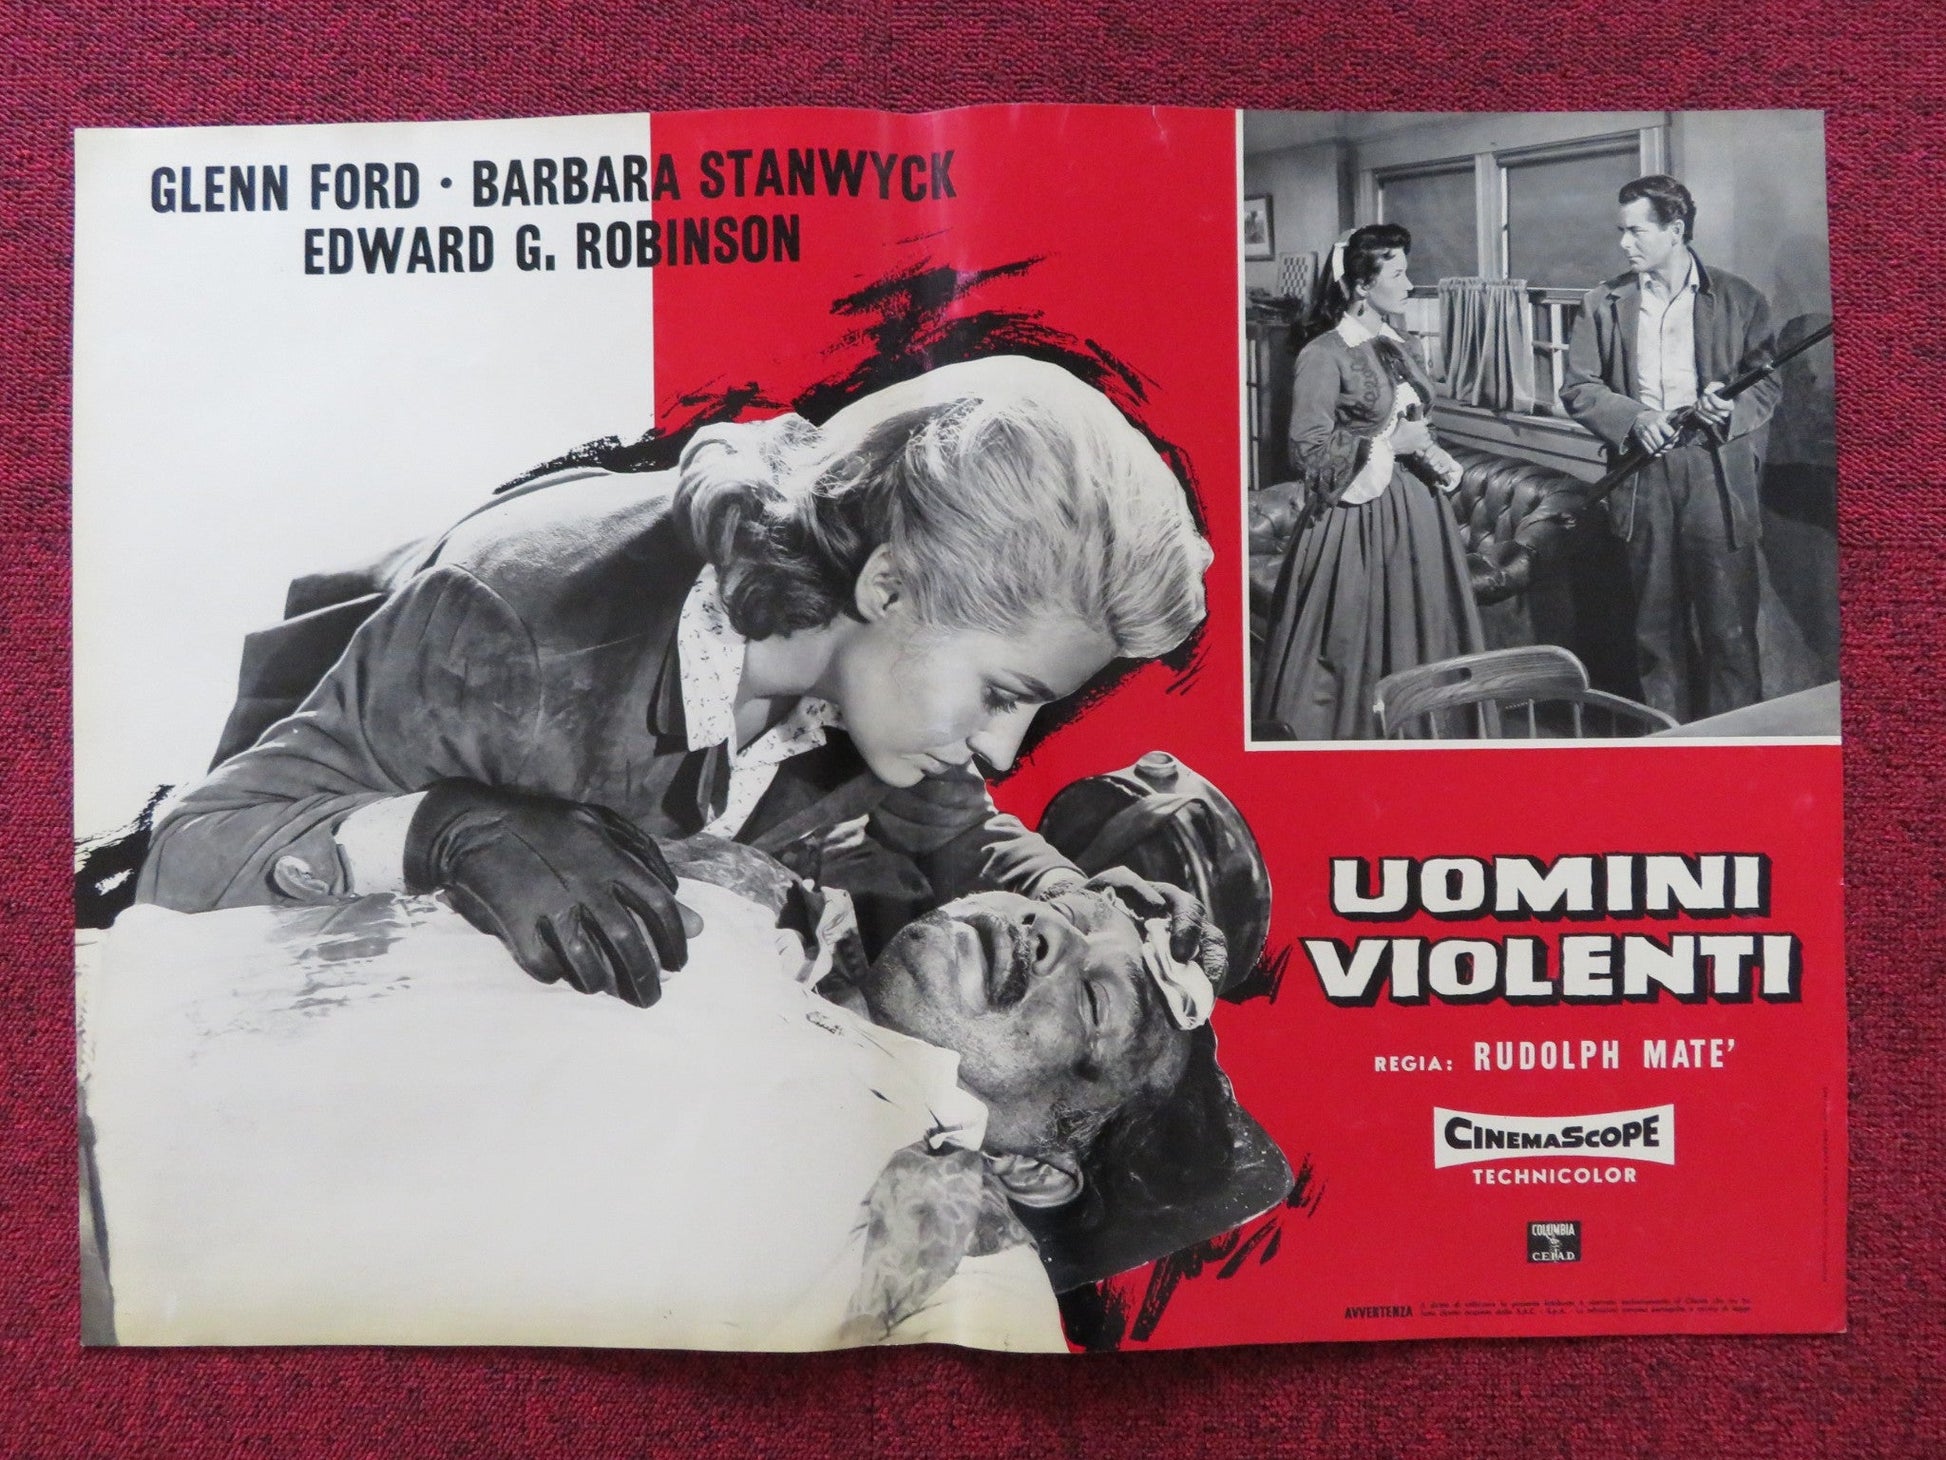 GLENN FORD · BARBARA STANWYCK
EDWARD G. ROBINSON
UOMINI
VIOLENTI
REGIA: RUDOLPH MATE'
CINEMASCOPE
TECHNICOLOR
COLUMBIA
C.E.I.A.D.
AVVERTENZA